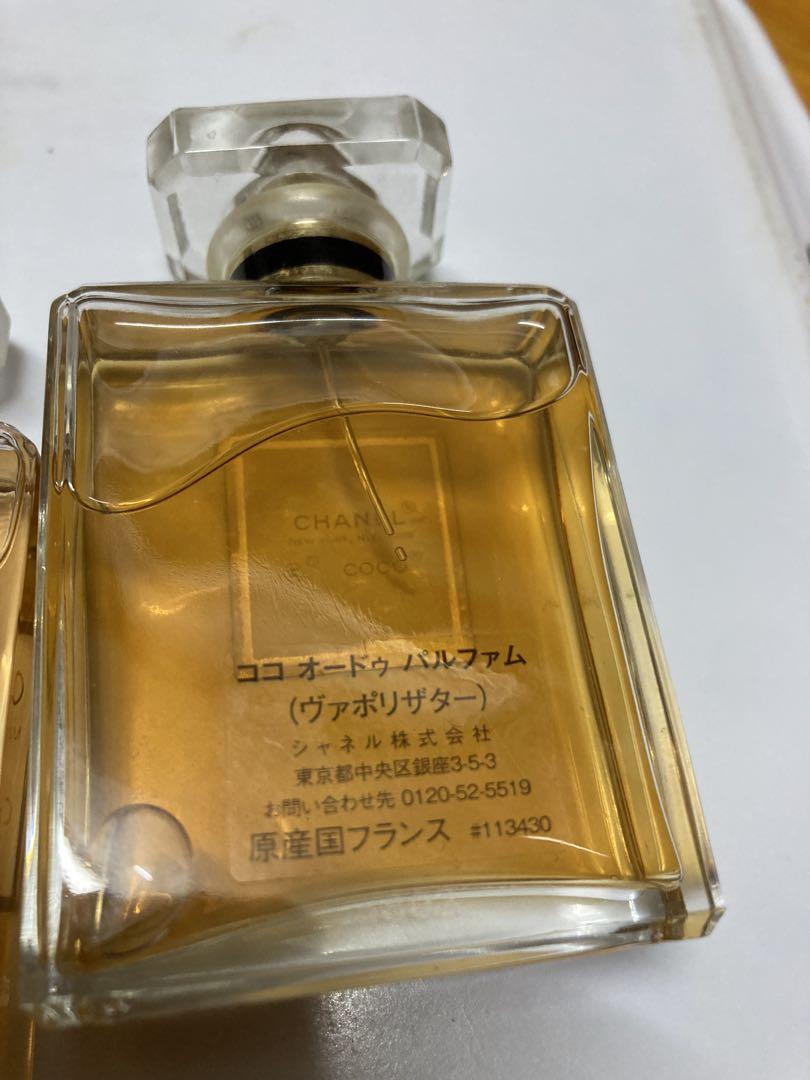 CHANEL
NEW YORK, N.Y.
COCO
ココ オードゥ パルファム
(ヴァポリザター)
シャネル株式会社
東京都中央区銀座3-5-3
お問い合わせ先 0120-52-5519
原産国フランス #113430